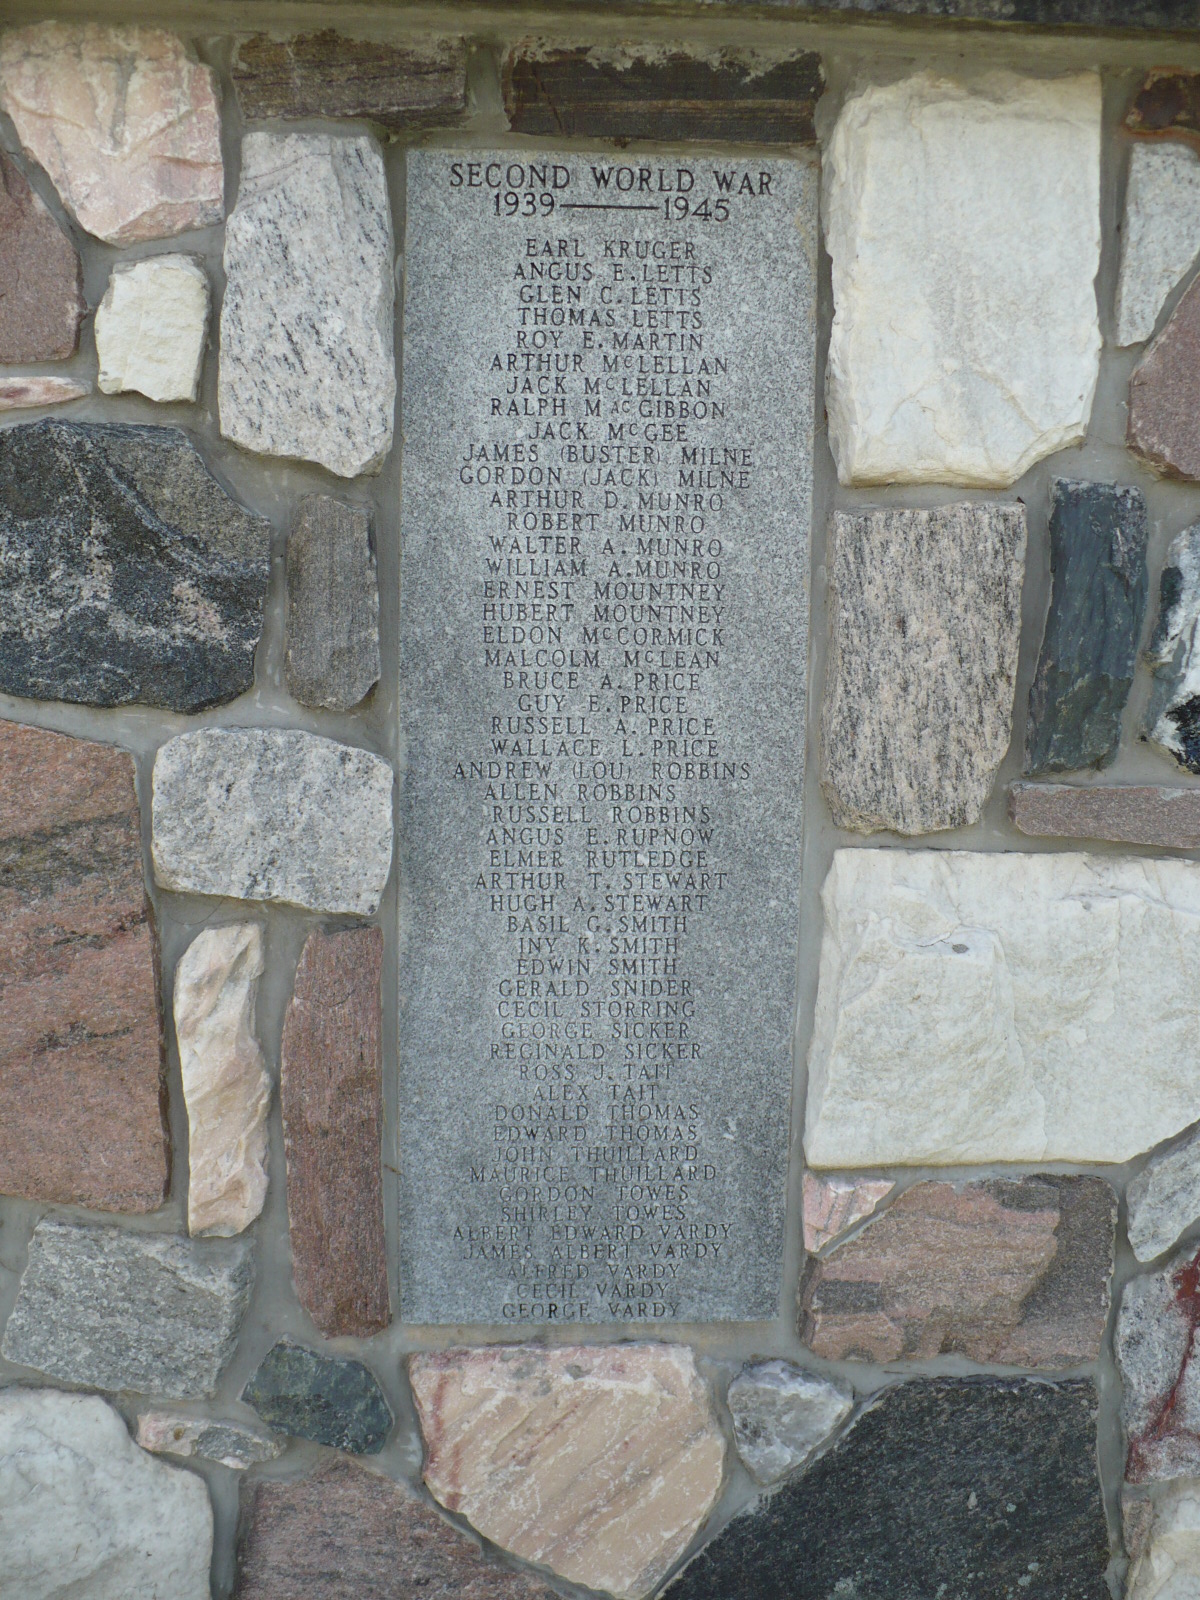 SECOND WORLD WAR
1939——1945
EARL KRUGER
ANGUS E. LETTS
GLEN C. LETTS
THOMAS LETTS
ROY E. MARTIN
ARTHUR McLELLAN
JACK McLELLAN
RALPH MacGIBBON
JACK McGEE
JAMES (BUSTER) MILNE
GORDON (JACK) MILNE
ARTHUR D. MUNRO
ROBERT MUNRO
WALTER A. MUNRO
WILLIAM A. MUNRO
ERNEST MOUNTNEY
HUBERT MOUNTNEY
ELDON McCORMICK
MALCOLM McLEAN
BRUCE A. PRICE
GUY E. PRICE
RUSSELL A. PRICE
WALLACE L. PRICE
ANDREW (LOU) ROBBINS
ALLEN ROBBINS
RUSSELL ROBBINS
ANGUS E. RUPNOW
ELMER RUTLEDGE
ARTHUR T. STEWART
HUGH A. STEWART
BASIL G. SMITH
INY K. SMITH
EDWIN SMITH
GERALD SNIDER
CECIL STORRING
GEORGE SICKER
REGINALD SICKER
ROSS J. TAIT
ALEX TAIT
DONALD THOMAS
EDWARD THOMAS
JOHN THUILLARD
MAURICE THUILLARD
GORDON TOWES
SHIRLEY TOWES
ALBERT EDWARD VARDY
JAMES ALBERT VARDY
ALFRED VARDY
CECIL VARDY
GEORGE VARDY